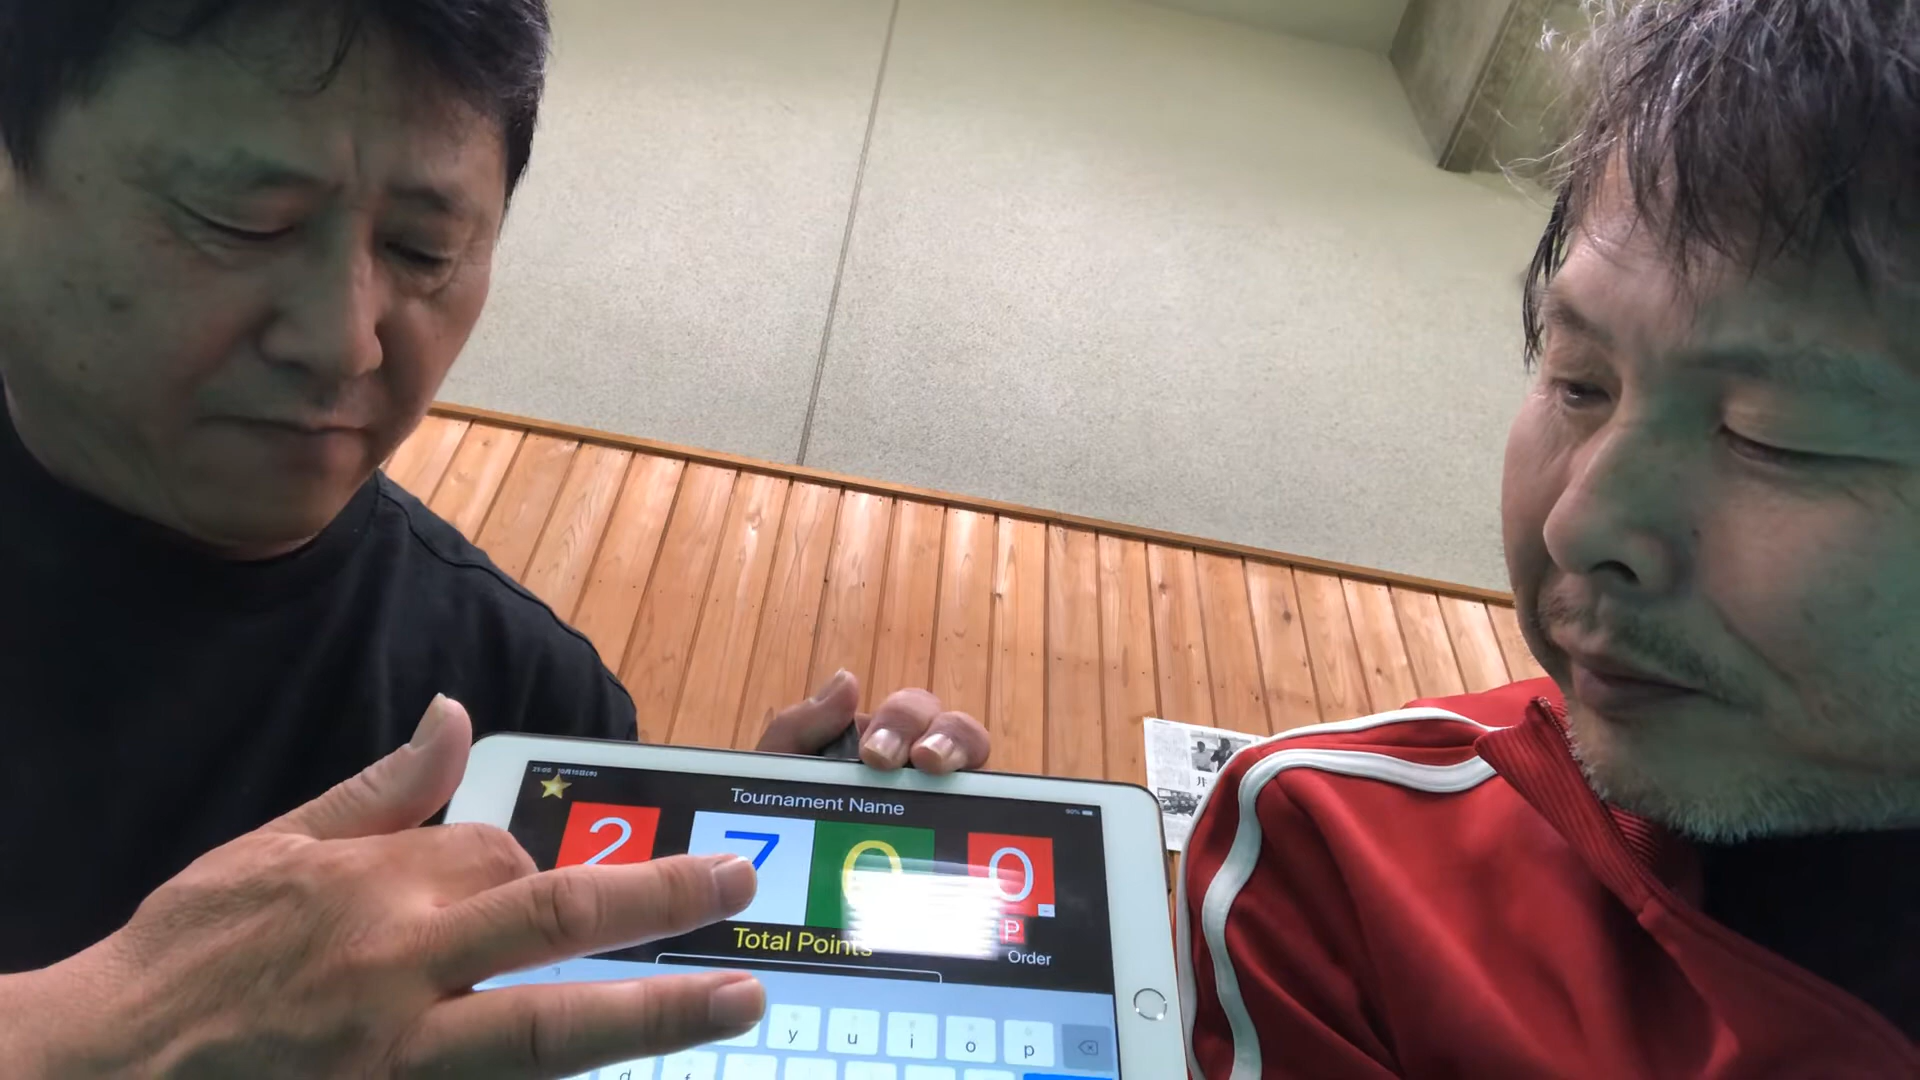 Tournament Name
2 7 0 0
P
Total Points
Order
y u i o p
d f